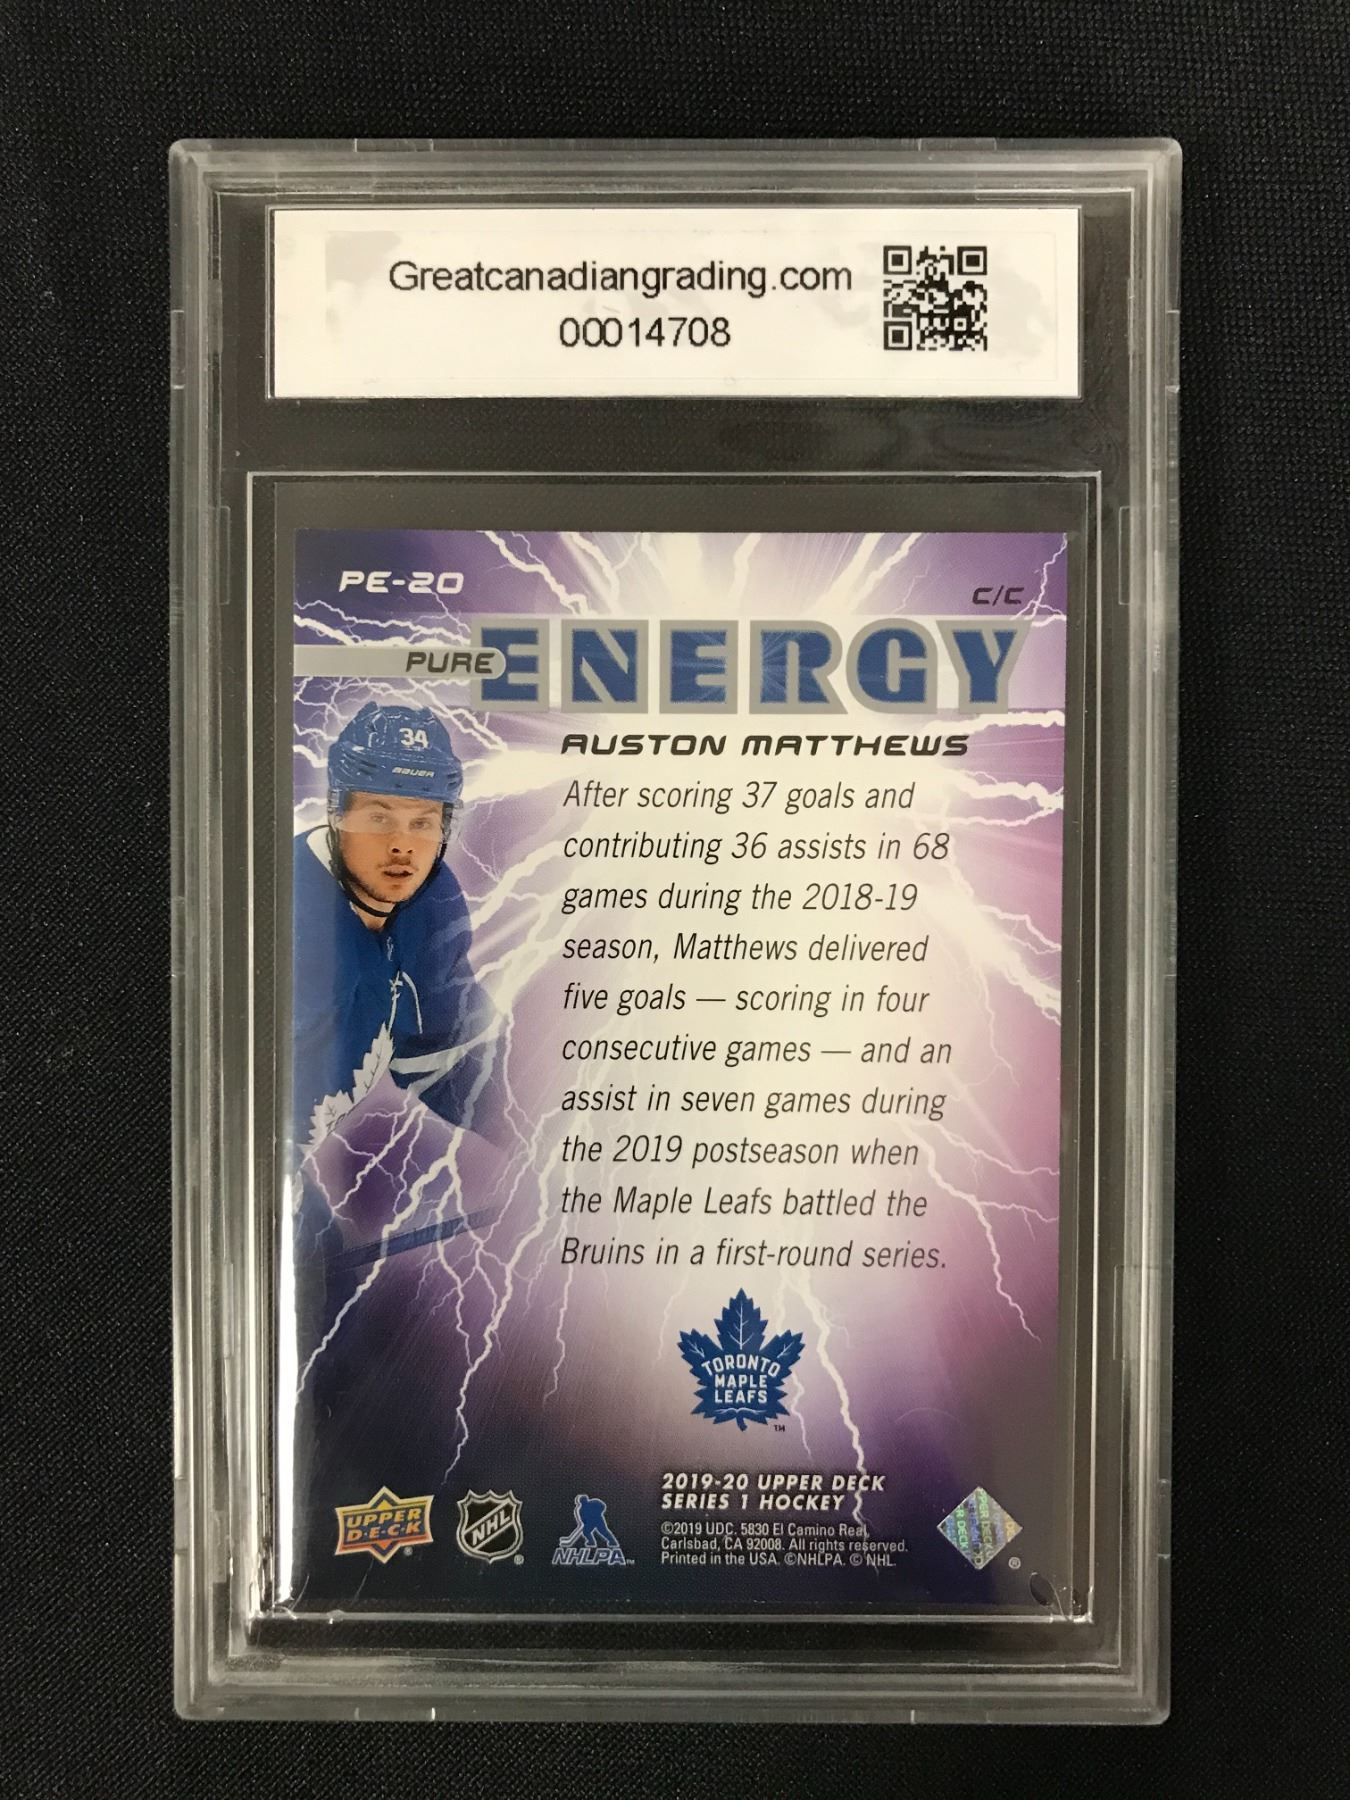 Greatcanadiangrading.com
00014708
PE-20
C/C
PURE ENERGY
34
BAUER
AUSTON MATTHEWS
After scoring 37 goals and
contributing 36 assists in 68
games during the 2018-19
season, Matthews delivered
five goals — scoring in four
consecutive games — and an
assist in seven games during
the 2019 postseason when
the Maple Leafs battled the
Bruins in a first-round series.
TORONTO
MAPLE
LEAFS
TM
2019-20 UPPER DECK
SERIES 1 HOCKEY
UPPER
D•E•C•K
®
NHL
®
NHLPA
TM
©2019 UDC. 5830 El Camino Real,
Carlsbad, CA 92008. All rights reserved.
Printed in the USA. ©NHLPA. © NHL.
®